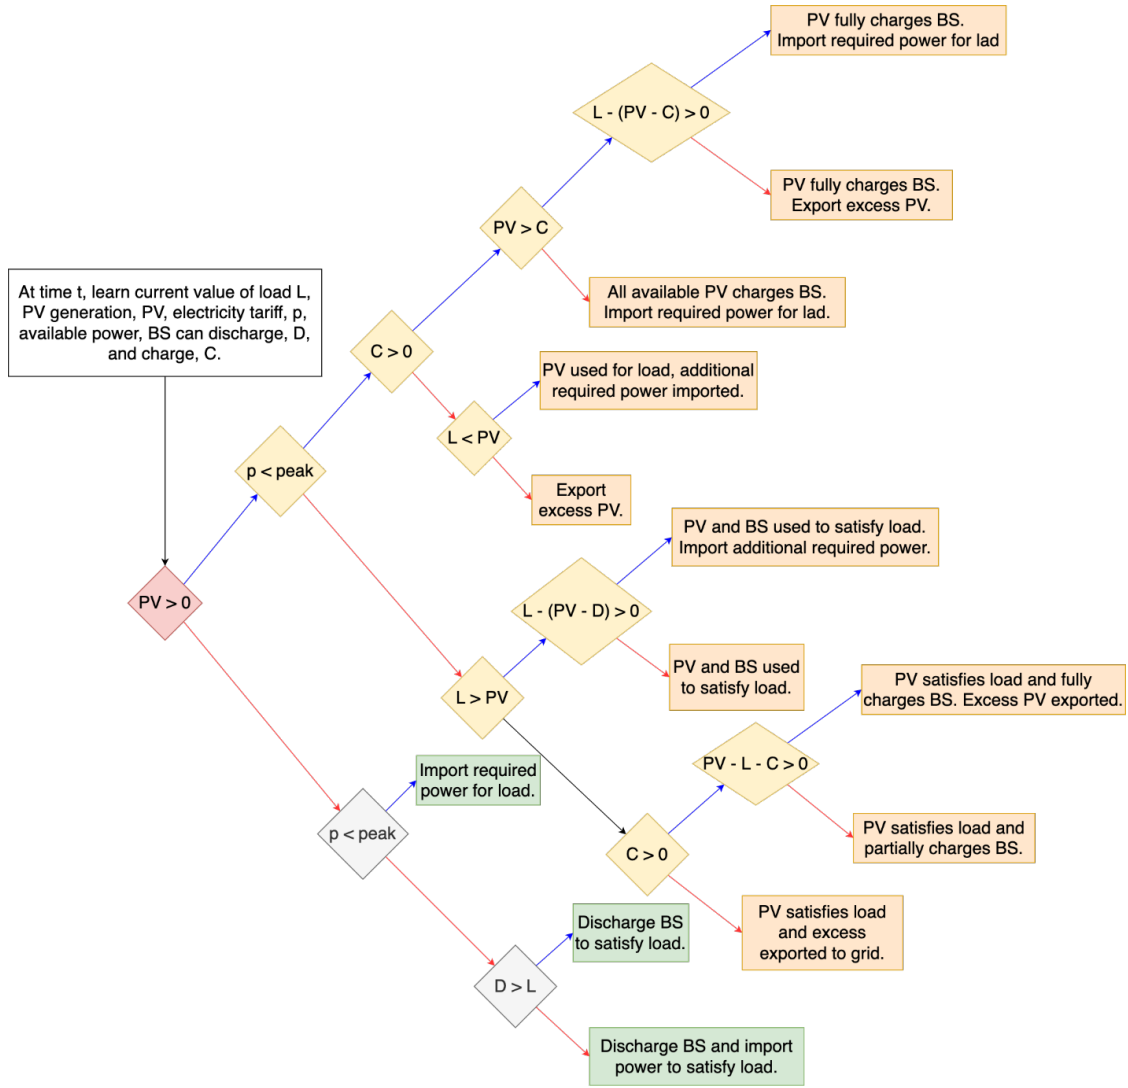 PV fully charges BS.
Import required power for lad
L - (PV - C) > 0
PV fully charges BS.
Export excess PV.
PV > C
At time t, learn current value of load L,
PV generation, PV, electricity tariff, p,
available power, BS can discharge, D,
and charge, C.
All available PV charges BS.
Import required power for lad.
C > 0
PV used for load, additional
required power imported.
L < PV
p < peak
Export
excess PV.
PV and BS used to satisfy load.
Import additional required power.
PV > 0
L - (PV - D) > 0
PV and BS used
to satisfy load.
L > PV
PV satisfies load and fully
charges BS. Excess PV exported.
Import required
power for load.
PV - L - C > 0
p < peak
PV satisfies load and
partially charges BS.
C > 0
PV satisfies load
and excess
exported to grid.
Discharge BS
to satisfy load.
D > L
Discharge BS and import
power to satisfy load.